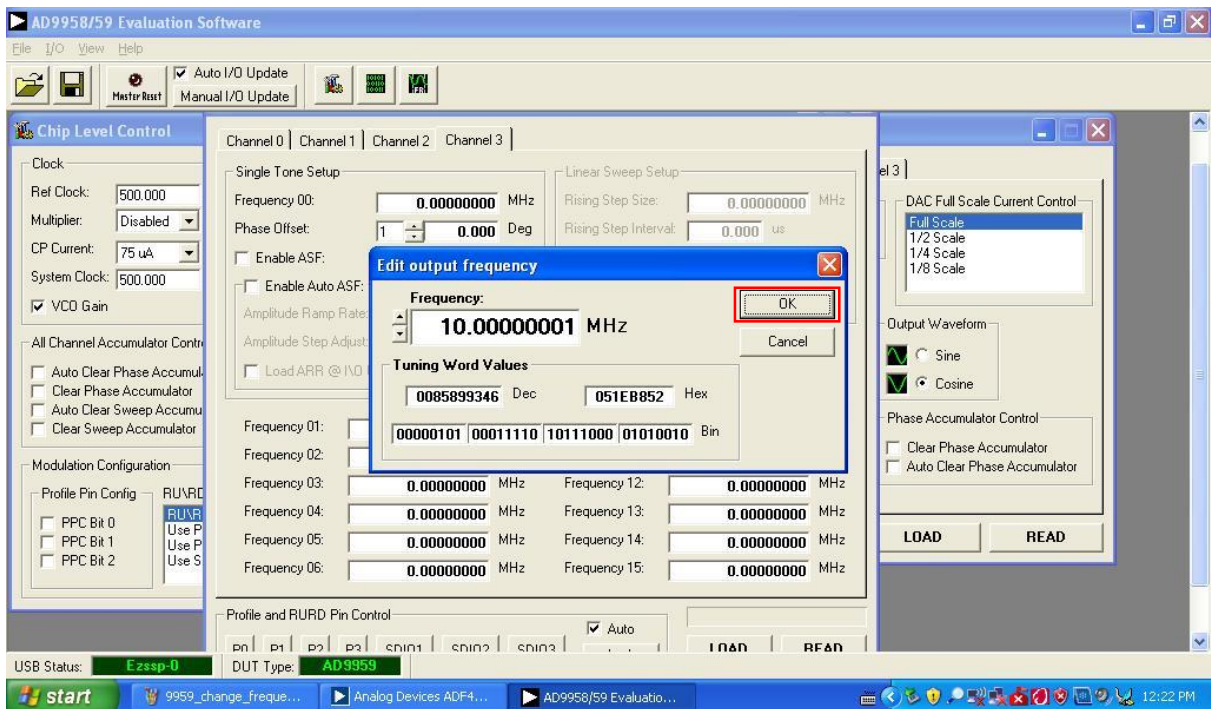 AD9958/59 Evaluation Software
File I/O View Help
Master Reset
Auto I/O Update
Manual I/O Update
Chip Level Control
Clock
Ref Clock: 500.000
Multiplier: Disabled
CP Current: 75 uA
System Clock: 500.000
VCO Gain
All Channel Accumulator
Auto Clear Phase
Clear Phase Accumulator
Auto Clear Sweep
Clear Sweep Accumulator
Modulation Configuration
Profile Pin Config
PPC Bit 0
PPC Bit 1
PPC Bit 2
Use
Use
Use
Channel 0 Channel 1 Channel 2 Channel 3
Single Tone Setup
Frequency 00: 0.00000000 MHz
Phase Offset: 1 0.000 Deg
Enable ASF:
Enable Auto ASF:
Amplitude Ramp Rate:
Amplitude Step Adjust:
Load ARR @ I\O
Linear Sweep Setup
Rising Step Size: 0.00000000 MHz
Rising Step Interval: 0.000 us
Edit output frequency
Frequency:
10.00000001 MHz
OK
Cancel
Tuning Word Values
0085899346 Dec 051EB852 Hex
00000101 00011110 10111000 01010010 Bin
Frequency 01:
Frequency 02:
Frequency 03: 0.00000000 MHz Frequency 12: 0.00000000 MHz
Frequency 04: 0.00000000 MHz Frequency 13: 0.00000000 MHz
Frequency 05: 0.00000000 MHz Frequency 14: 0.00000000 MHz
Frequency 06: 0.00000000 MHz Frequency 15: 0.00000000 MHz
Profile and RURD Pin Control
P0 P1 P2 P3 SDIO1 SDIO2 SDIO3
Auto
LOAD READ
el 3
DAC Full Scale Current Control
Full Scale
1/2 Scale
1/4 Scale
1/8 Scale
Output Waveform
Sine
Cosine
Phase Accumulator Control
Clear Phase Accumulator
Auto Clear Phase Accumulator
LOAD READ
USB Status: Ezssp-0 DUT Type: AD9959
start 9959_change_freque... Analog Devices ADF4... AD9958/59 Evaluatio... 12:22 PM